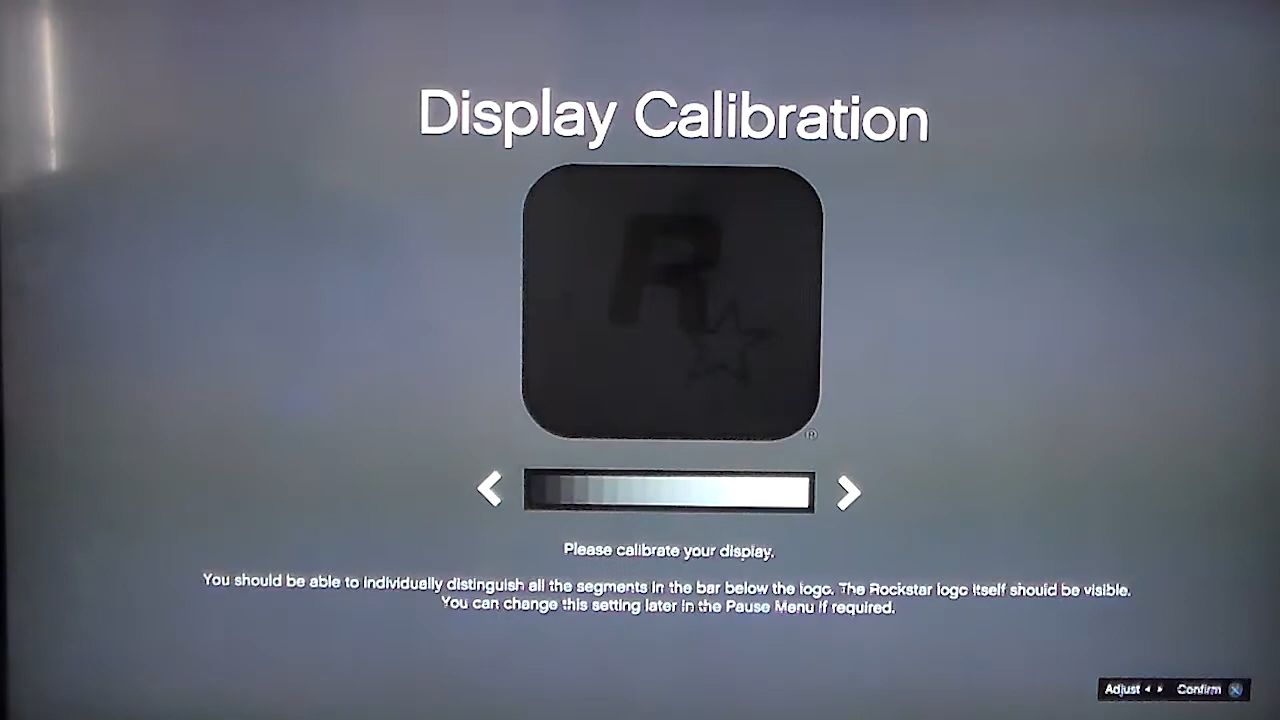 Display Calibration
R
®
Please calibrate your display.
You should be able to individually distinguish all the segments in the bar below the logo. The Rockstar logo itself should be visible.
You can change this setting later in the Pause Menu if required.
Adjust Confirm